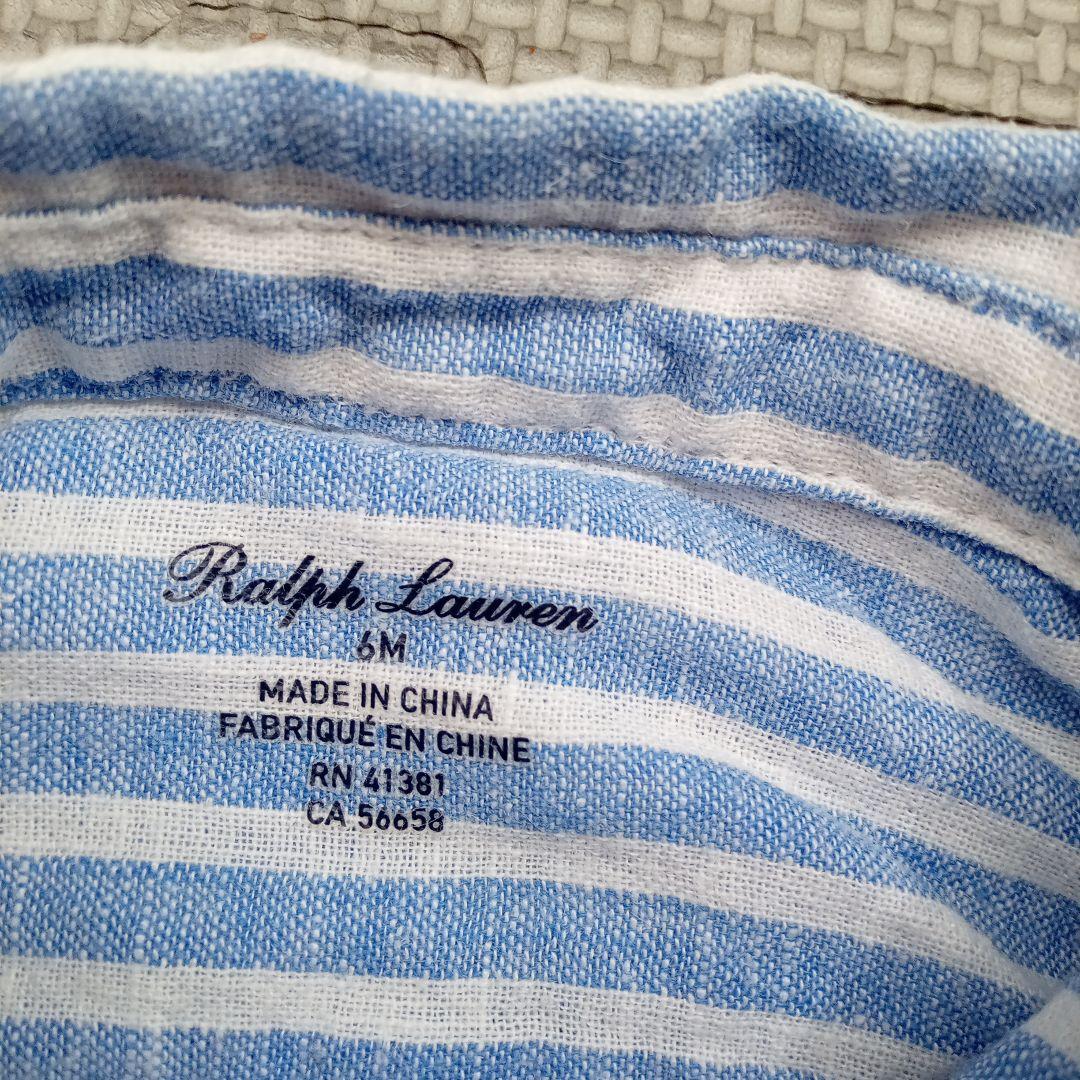 Ralph Lauren
6M
MADE IN CHINA
FABRIQUÉ EN CHINE
RN 41381
CA 56658